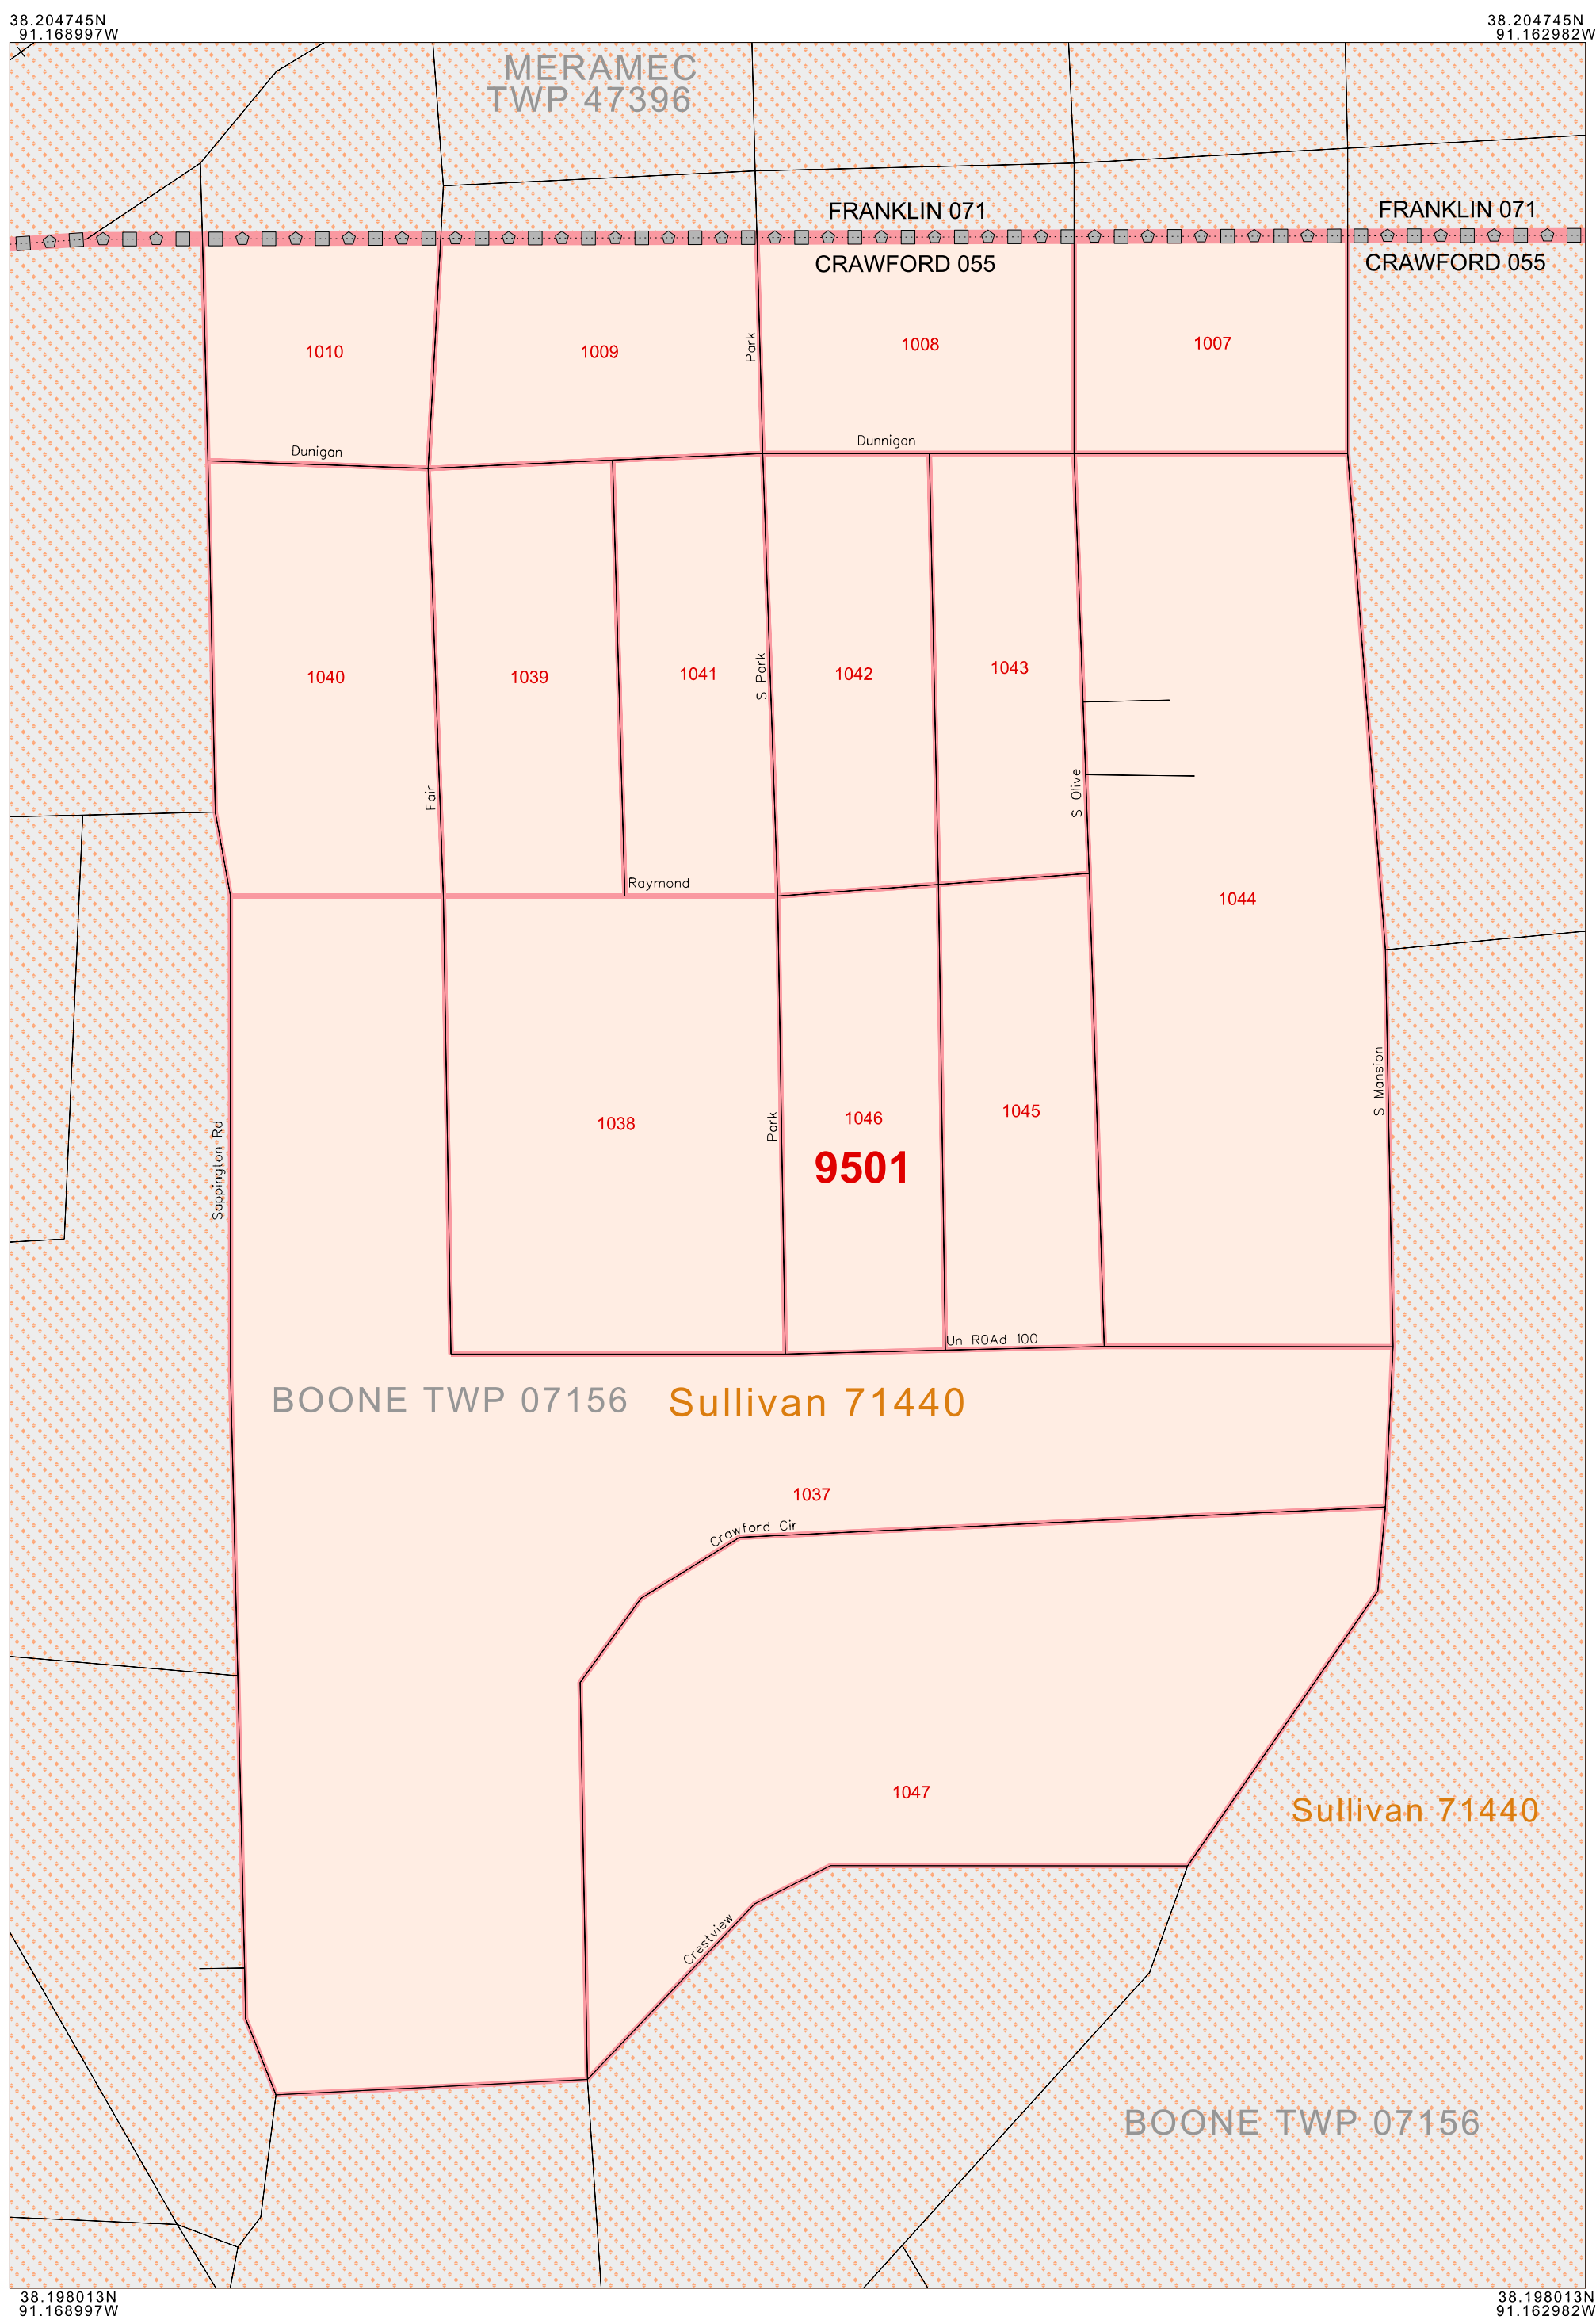 38.204745N
91.168997W
38.204745N
91.162982W
MERAMEC
TWP 47396
FRANKLIN 071
FRANKLIN 071
CRAWFORD 055
CRAWFORD 055
1010
1009
Park
1008
1007
Dunigan
Dunnigan
1040
1039
1041
S Park
1042
1043
Fair
S Olive
Raymond
1044
Sappington Rd
1038
Park
1046
1045
S Mansion
9501
Un ROAd 100
BOONE TWP 07156
Sullivan 71440
1037
Crawford Cir
1047
Sullivan 71440
Crestview
BOONE TWP 07156
38.198013N
91.168997W
38.198013N
91.162982W